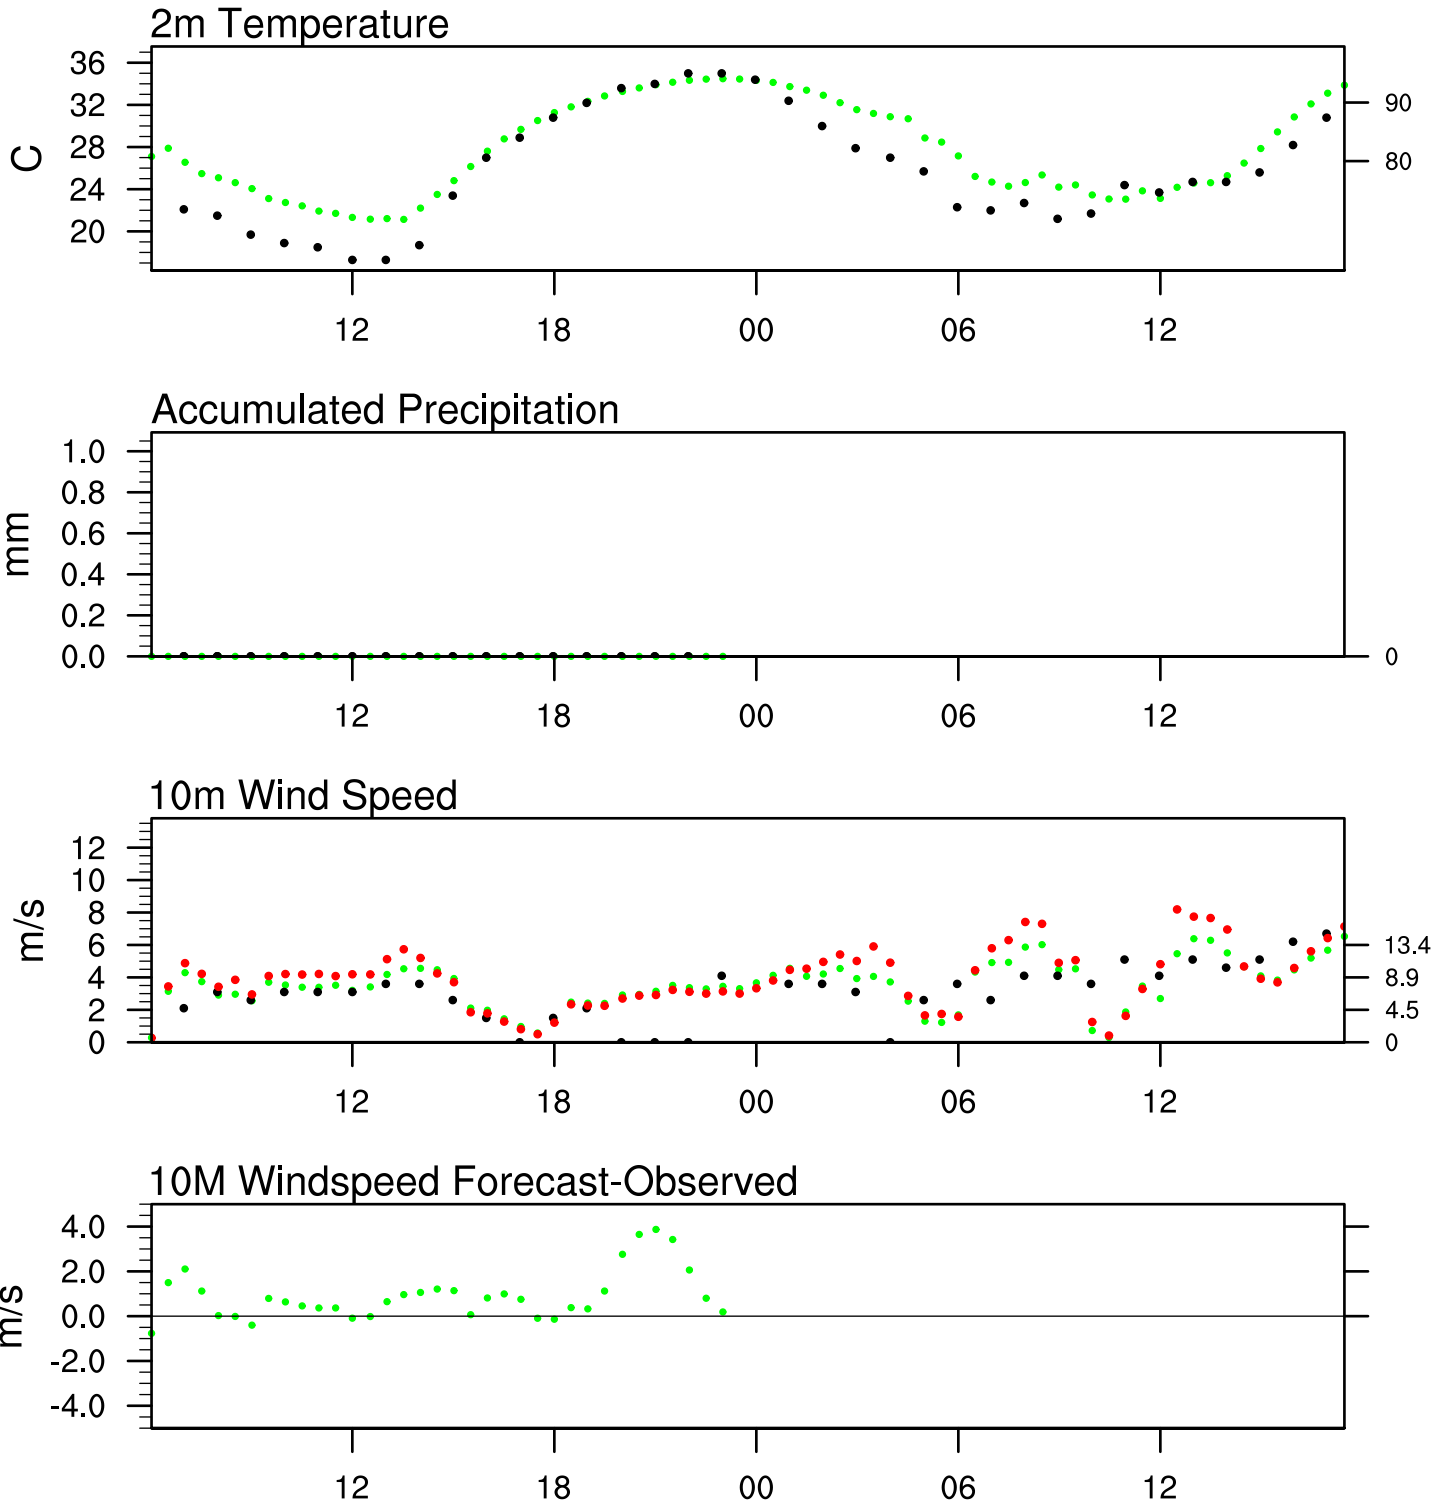 2m Temperature
36
32
28
24
20
C
90
80
12 18 00 06 12
Accumulated Precipitation
1.0
0.8
0.6
0.4
0.2
0.0
mm
0
12 18 00 06 12
10m Wind Speed
12
10
8
6
4
2
0
m/s
13.4
8.9
4.5
0
12 18 00 06 12
10M Windspeed Forecast-Observed
4.0
2.0
0.0
-2.0
-4.0
m/s
12 18 00 06 12